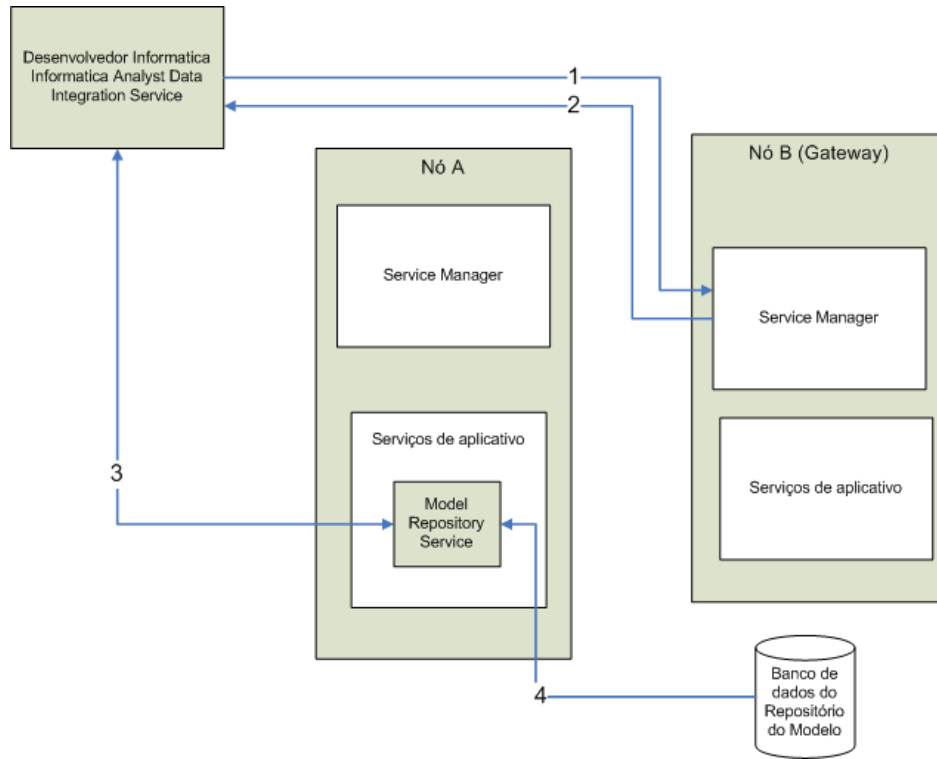 Desenvolvedor Informatica
Informatica Analyst Data
Integration Service
1
2
Nó A
Nó B (Gateway)
Service Manager
Service Manager
Serviços de aplicativo
Serviços de aplicativo
3
Model
Repository
Service
4
Banco de
dados do
Repositório
do Modelo